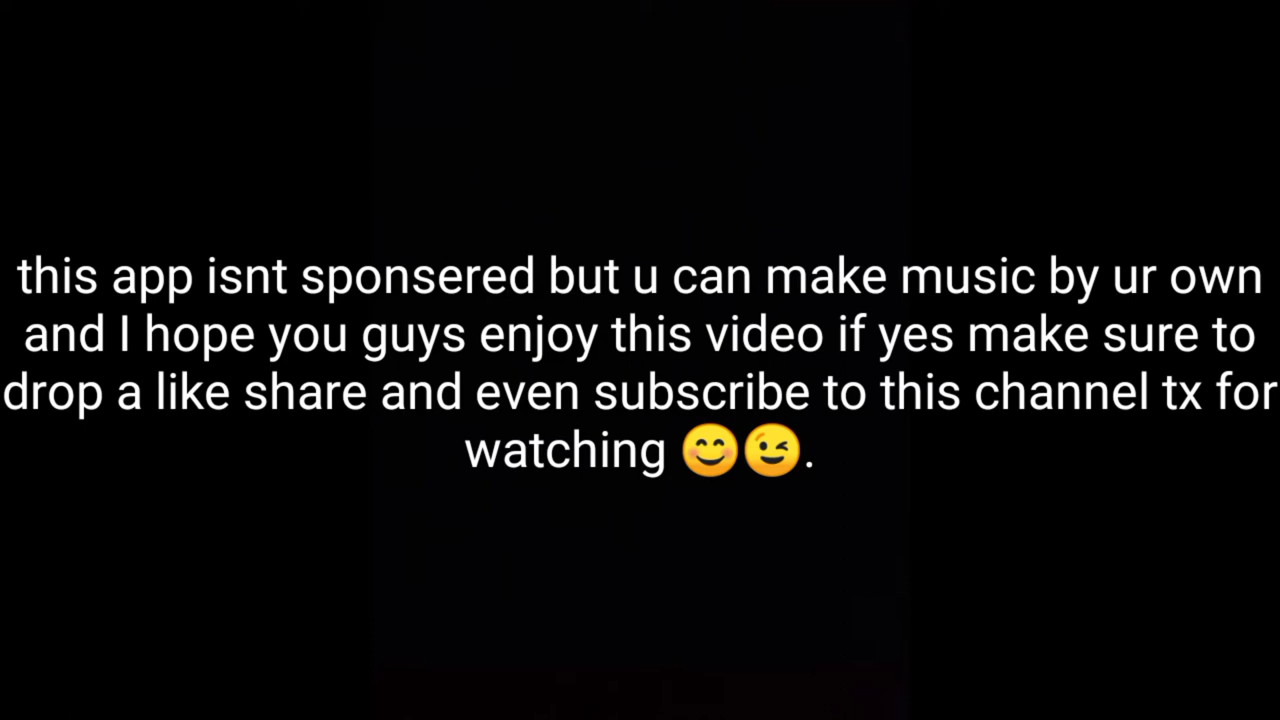 this app isnt sponsered but u can make music by ur own
and I hope you guys enjoy this video if yes make sure to
drop a like share and even subscribe to this channel tx for
watching 😊😉.